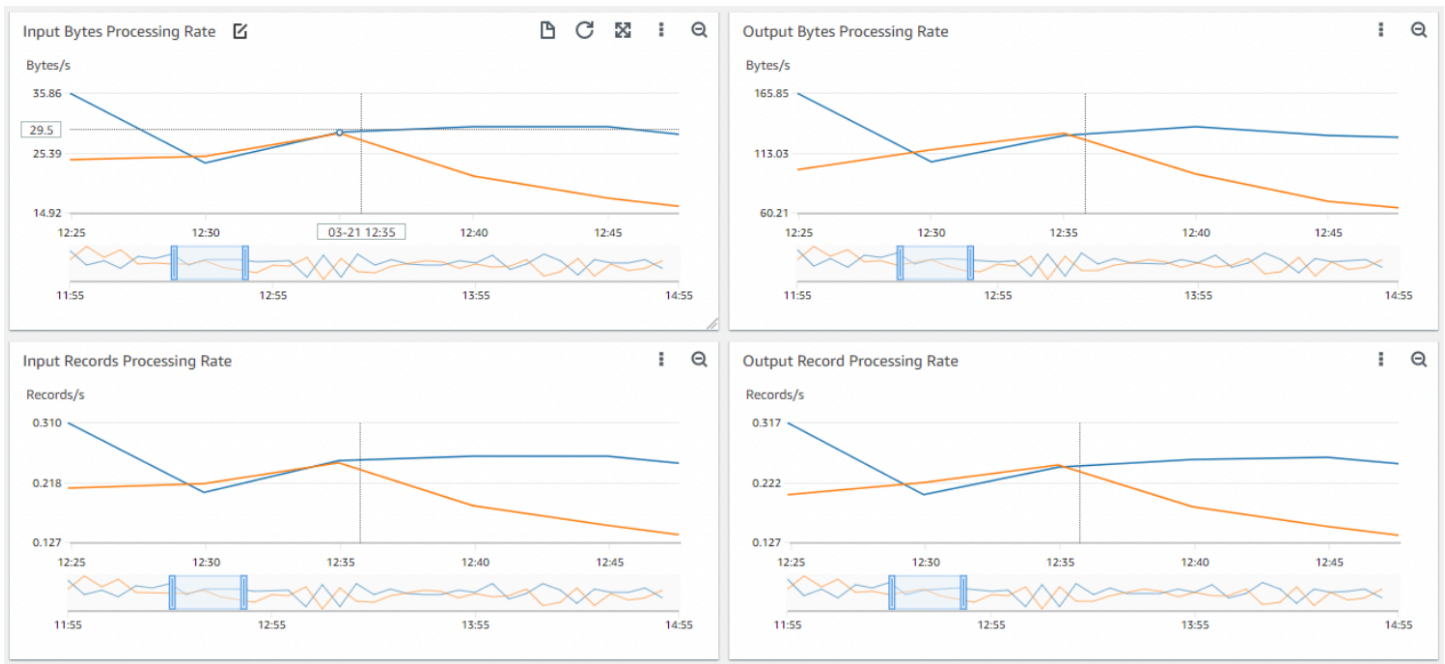 Input Bytes Processing Rate
Bytes/s
35.86
29.5
25.39
14.92
12:25 12:30 03-21 12:35 12:40 12:45
11:55 12:55 13:55 14:55
Output Bytes Processing Rate
Bytes/s
165.85
113.03
60.21
12:25 12:30 12:35 12:40 12:45
11:55 12:55 13:55 14:55
Input Records Processing Rate
Records/s
0.310
0.218
0.127
12:25 12:30 12:35 12:40 12:45
11:55 12:55 13:55 14:55
Output Record Processing Rate
Records/s
0.317
0.222
0.127
12:25 12:30 12:35 12:40 12:45
11:55 12:55 13:55 14:55